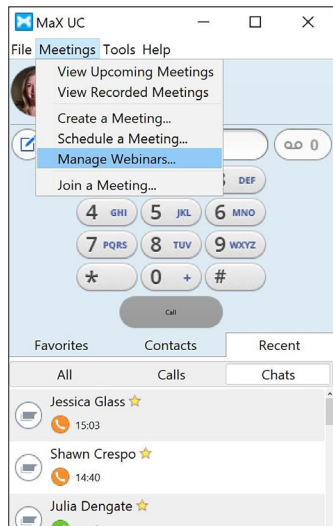 MaX UC
File Meetings Tools Help
View Upcoming Meetings
View Recorded Meetings
Create a Meeting...
Schedule a Meeting...
Manage Webinars...
Join a Meeting...
0
DEF
4 GHI 5 JKL 6 MNO
7 PQRS 8 TUV 9 WXYZ
* 0 + #
Call
Favorites Contacts Recent
All Calls Chats
Jessica Glass
15:03
Shawn Crespo
14:40
Julia Dengate